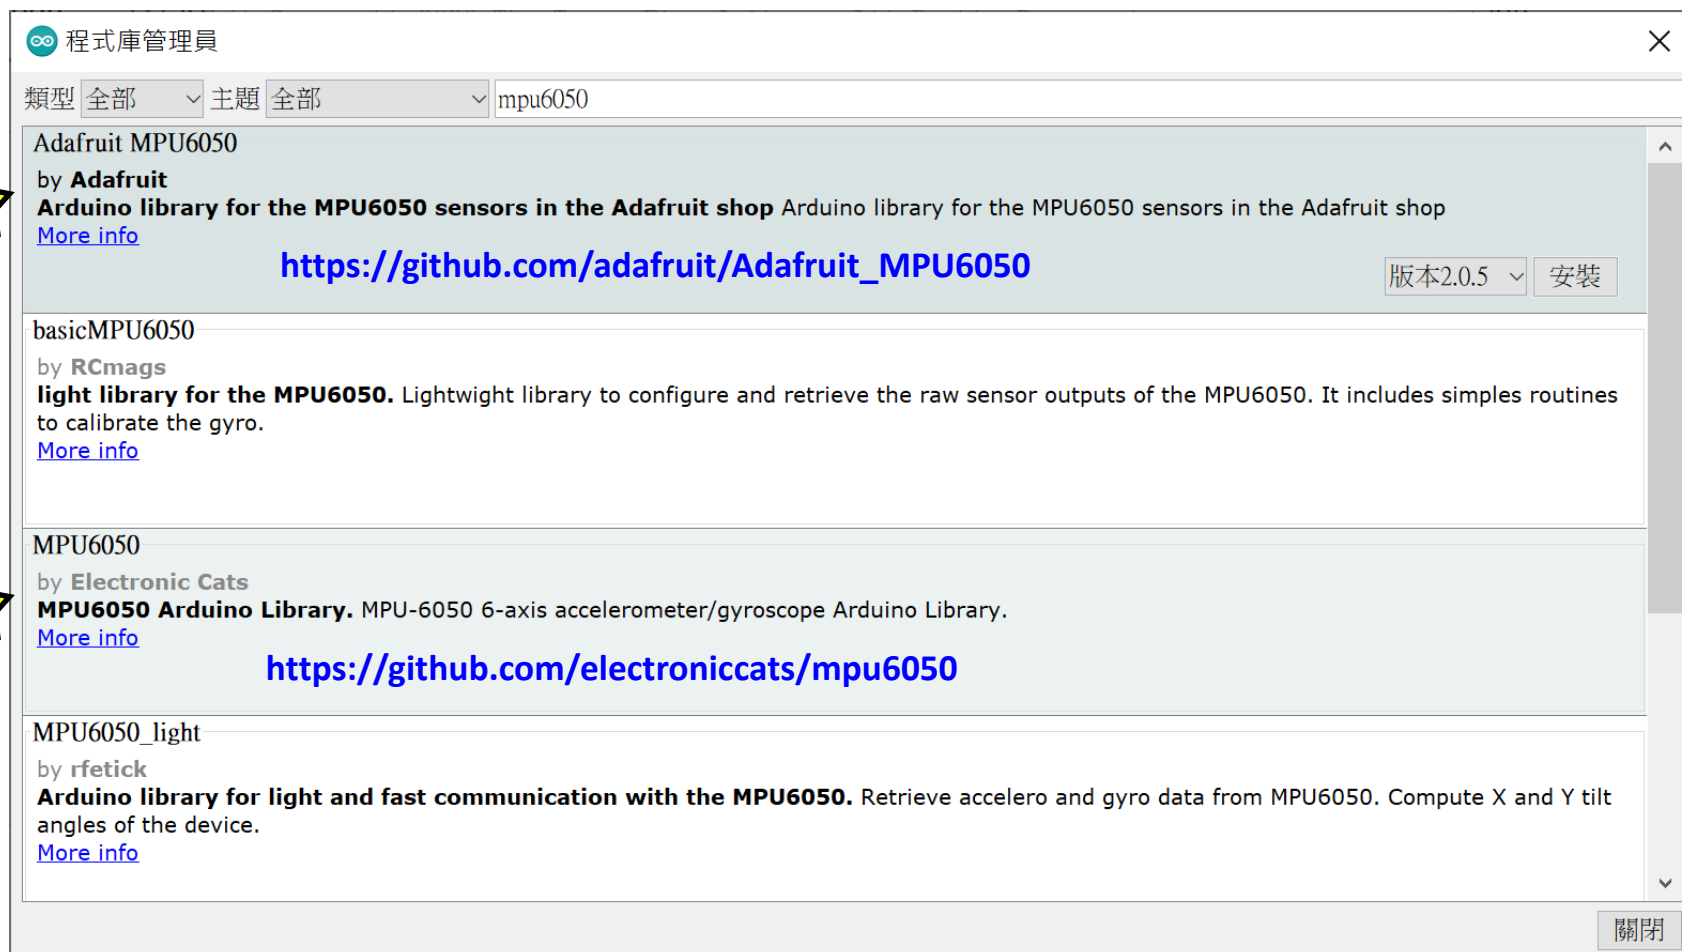 程式庫管理員
類型 全部 主題 全部 mpu6050
Adafruit MPU6050
by Adafruit
Arduino library for the MPU6050 sensors in the Adafruit shop Arduino library for the MPU6050 sensors in the Adafruit shop
More info
https://github.com/adafruit/Adafruit_MPU6050
版本2.0.5 安裝
basicMPU6050
by RCmags
light library for the MPU6050. Lightwight library to configure and retrieve the raw sensor outputs of the MPU6050. It includes simples routines
to calibrate the gyro.
More info
MPU6050
by Electronic Cats
MPU6050 Arduino Library. MPU-6050 6-axis accelerometer/gyroscope Arduino Library.
More info
https://github.com/electroniccats/mpu6050
MPU6050_light
by rfetick
Arduino library for light and fast communication with the MPU6050. Retrieve accelero and gyro data from MPU6050. Compute X and Y tilt
angles of the device.
More info
關閉